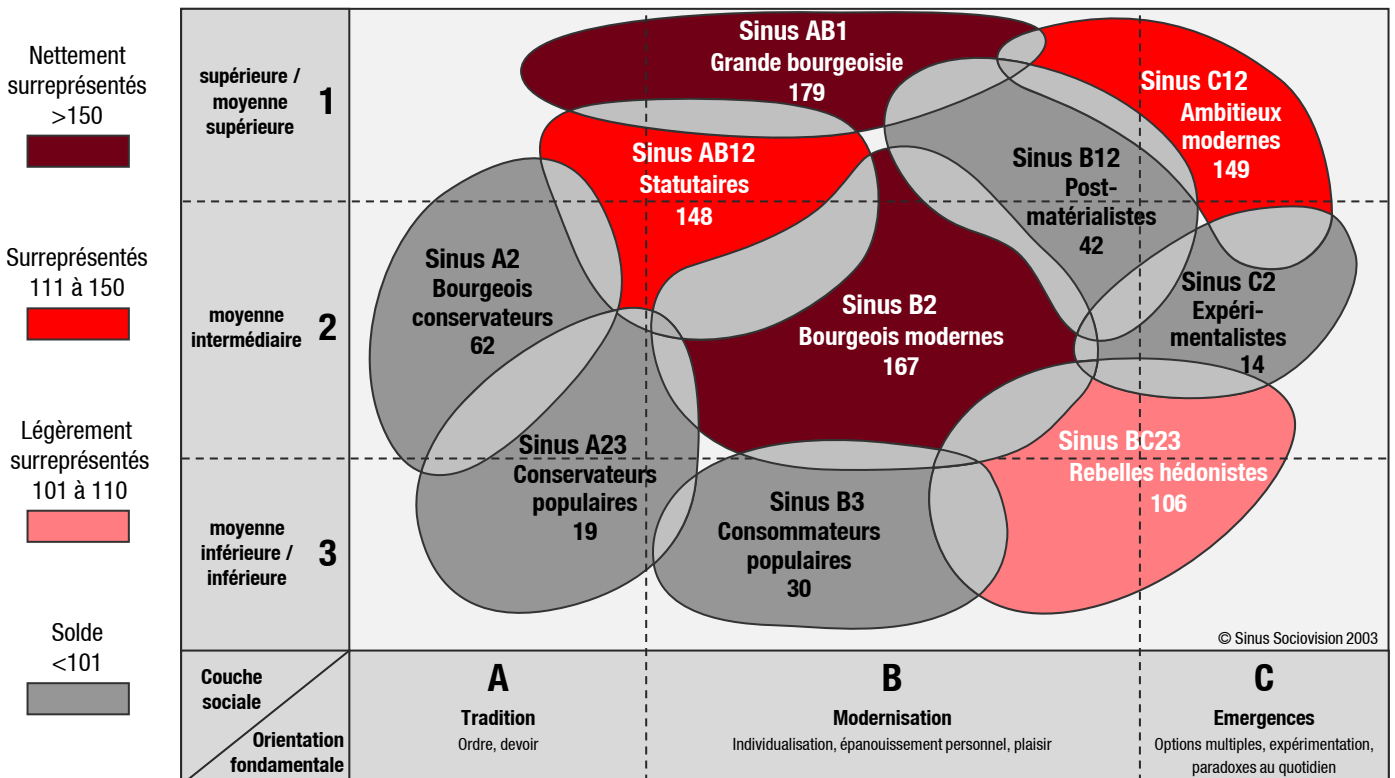 Nettement
surreprésentés
>150
Surreprésentés
111 à 150
Légèrement
surreprésentés
101 à 110
Solde
<101
supérieure /
moyenne
supérieure
1
moyenne
intermédiaire
2
moyenne
inférieure /
inférieure
3
Sinus AB1
Grande bourgeoisie
179
Sinus C12
Ambitieux
modernes
149
Sinus AB12
Statutaires
148
Sinus B12
Post-
matérialistes
42
Sinus A2
Bourgeois
conservateurs
62
Sinus B2
Bourgeois modernes
167
Sinus C2
Expéri-
mentalistes
14
Sinus A23
Conservateurs
populaires
19
Sinus B3
Consommateurs
populaires
30
Sinus BC23
Rebelles hédonistes
106
© Sinus Sociovision 2003
Couche
sociale
Orientation
fondamentale
A
Tradition
Ordre, devoir
B
Modernisation
Individualisation, épanouissement personnel, plaisir
C
Emergences
Options multiples, expérimentation,
paradoxes au quotidien